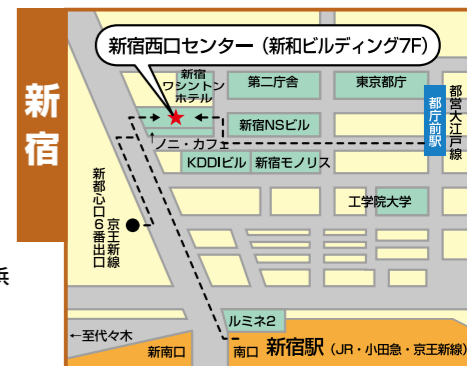 新宿
新宿西口センター（新和ビルディング7F）
新宿
ワシントン
ホテル
第二庁舎
東京都庁
都営大江戸線
都庁前駅
新宿NSビル
↑ノニ・カフェ
KDDIビル
新宿モノリス
工学院大学
京王新線
新都心口6番出口
浜
ルミネ2
←至代々木
新南口
南口
新宿駅（JR・小田急・京王新線）